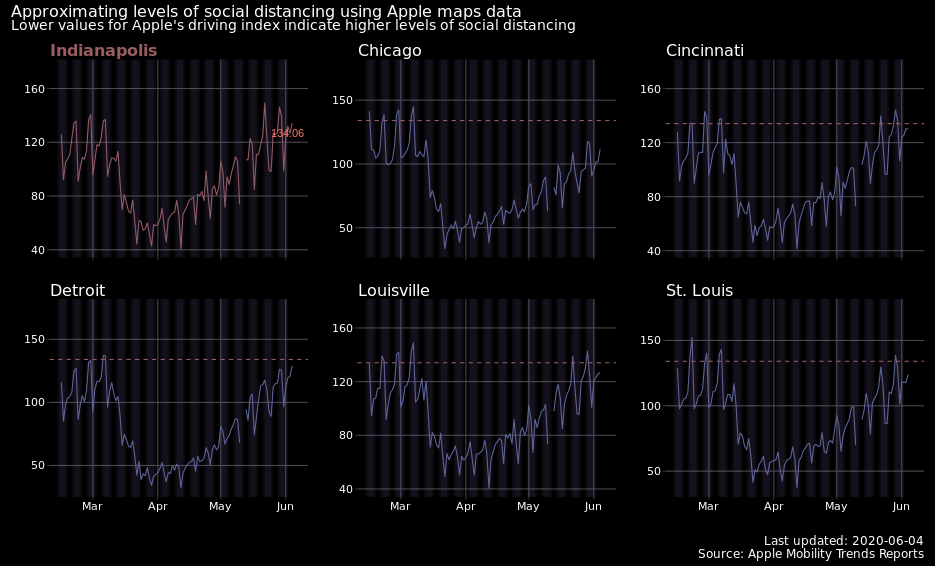 Approximating levels of social distancing using Apple maps data
Lower values for Apple's driving index indicate higher levels of social distancing
Indianapolis
160
120
80
40
134.06
Chicago
150
100
50
Cincinnati
160
120
80
40
Detroit
150
100
50
Mar Apr May Jun
Louisville
160
120
80
40
Mar Apr May Jun
St. Louis
150
100
50
Mar Apr May Jun
Last updated: 2020-06-04
Source: Apple Mobility Trends Reports